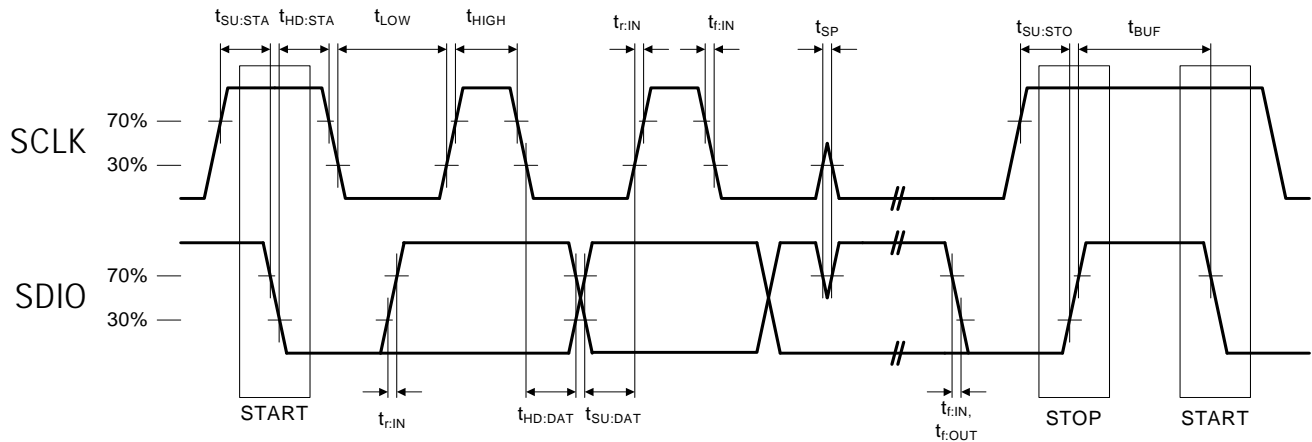 tSU:STA tHD:STA tLOW tHIGH tr:IN tf:IN tSP tSU:STO tBUF
SCLK
70%
30%
SDIO
70%
30%
START
tr:IN
tHD:DAT tSU:DAT
tf:IN,
tf:OUT
STOP
START